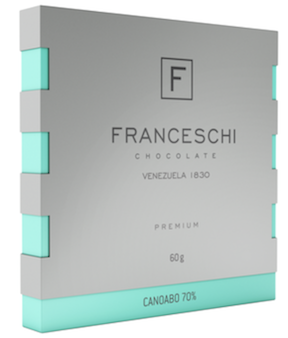 F
FRANCESCHI
CHOCOLATE
VENEZUELA 1830
PREMIUM
60g
CANOABO 70%